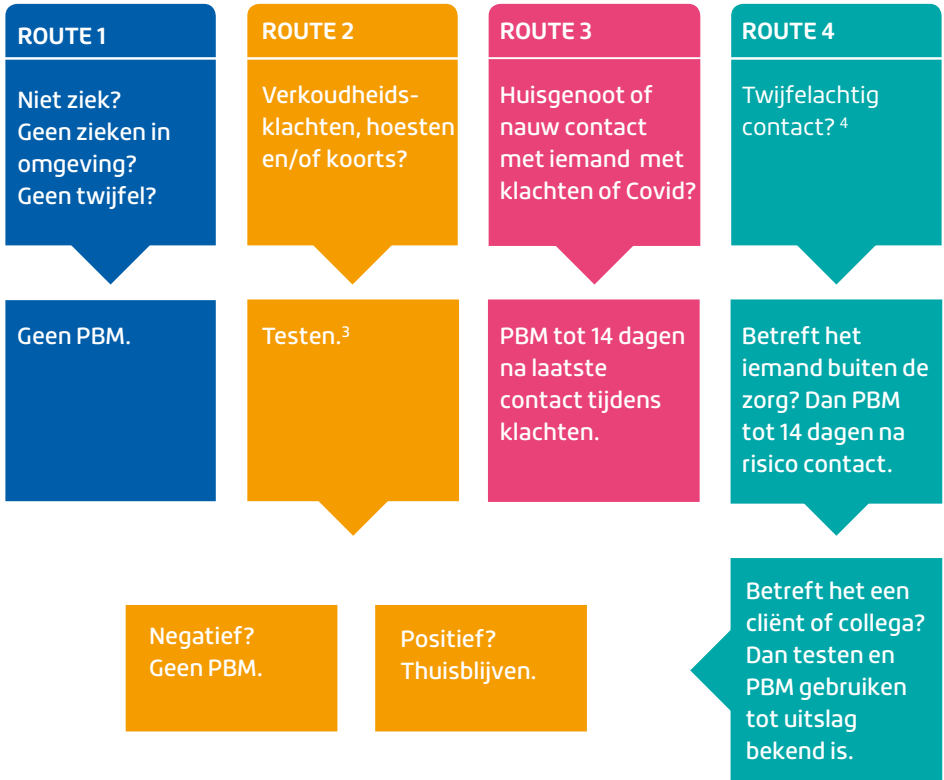 ROUTE 1
Niet ziek?
Geen zieken in
omgeving?
Geen twijfel?
Geen PBM.
ROUTE 2
Verkoudheids-
klachten, hoesten
en/of koorts?
Testen.³
Negatief?
Geen PBM.
Positief?
Thuisblijven.
ROUTE 3
Huisgenoot of
nauw contact
met iemand met
klachten of Covid?
PBM tot 14 dagen
na laatste
contact tijdens
klachten.
ROUTE 4
Twijfelachtig
contact? ⁴
Betreft het
iemand buiten de
zorg? Dan PBM
tot 14 dagen na
risico contact.
Betreft het een
cliënt of collega?
Dan testen en
PBM gebruiken
tot uitslag
bekend is.